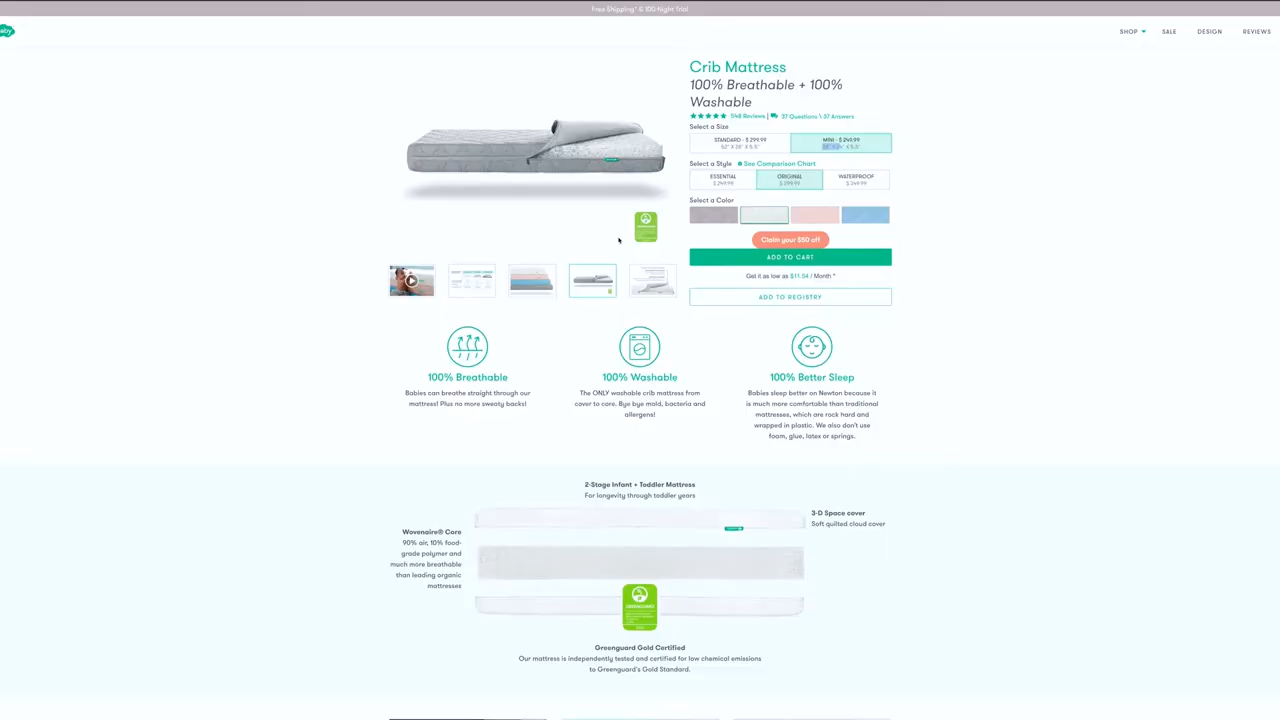 Free Shipping* & 100-Night Trial
aby
SHOP
SALE
DESIGN
REVIEWS
Crib Mattress
100% Breathable + 100%
Washable
548 Reviews |
37 Questions \ 37 Answers
Select a Size
STANDARD - $ 299.99
52" X 28" X 5.5"
MINI - $ 249.99
X 5.5"
Select a Style
See Comparison Chart
ESSENTIAL
$ 249.99
ORIGINAL
$ 299.99
WATERPROOF
$ 349.99
Select a Color
Claim your $50 off
ADD TO CART
Get it as low as $11.54 / Month *
ADD TO REGISTRY
100% Breathable
Babies can breathe straight through our
mattress! Plus no more sweaty backs!
100% Washable
The ONLY washable crib mattress from
cover to core. Bye bye mold, bacteria and
allergens!
100% Better Sleep
Babies sleep better on Newton because it
is much more comfortable than traditional
mattresses, which are rock hard and
wrapped in plastic. We also don't use
foam, glue, latex or springs.
2-Stage Infant + Toddler Mattress
For longevity through toddler years
3-D Space cover
Soft quilted cloud cover
Wovenaire® Core
90% air, 10% food-
grade polymer and
much more breathable
than leading organic
mattresses
GREENGUARD
Greenguard Gold Certified
Our mattress is independently tested and certified for low chemical emissions
to Greenguard's Gold Standard.